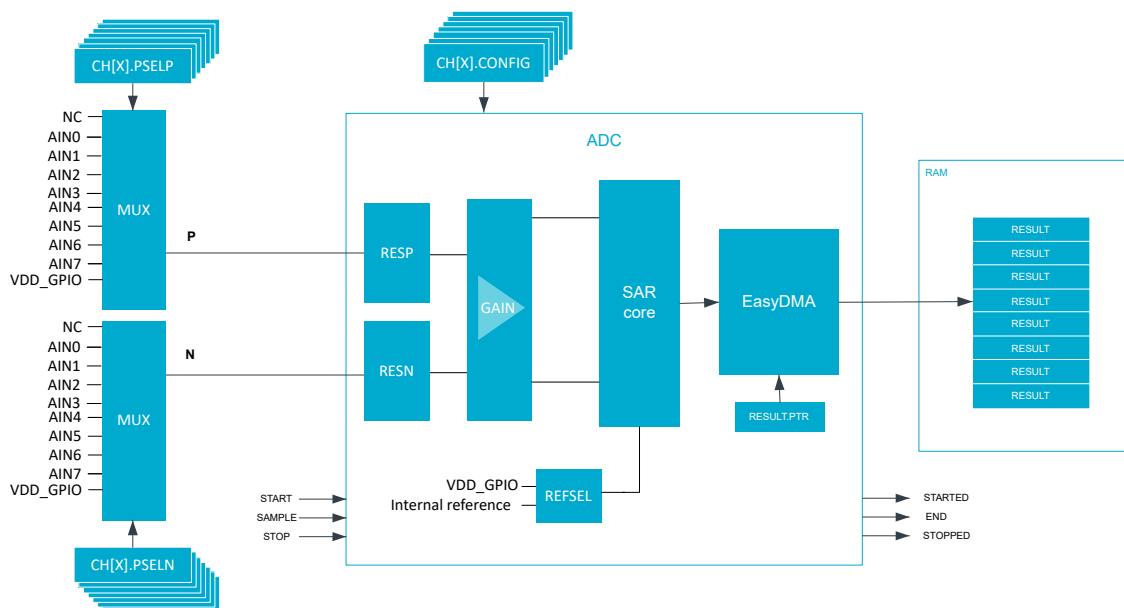 CH[X].PSELP
CH[X].CONFIG
NC
AIN0
AIN1
AIN2
AIN3
AIN4
AIN5
AIN6
AIN7
VDD_GPIO
MUX
P
NC
AIN0
AIN1
AIN2
AIN3
AIN4
AIN5
AIN6
AIN7
VDD_GPIO
MUX
N
CH[X].PSELN
ADC
RESP
RESN
GAIN
SAR
core
EasyDMA
RESULT.PTR
VDD_GPIO
Internal reference
REFSEL
START
SAMPLE
STOP
STARTED
END
STOPPED
RAM
RESULT
RESULT
RESULT
RESULT
RESULT
RESULT
RESULT
RESULT